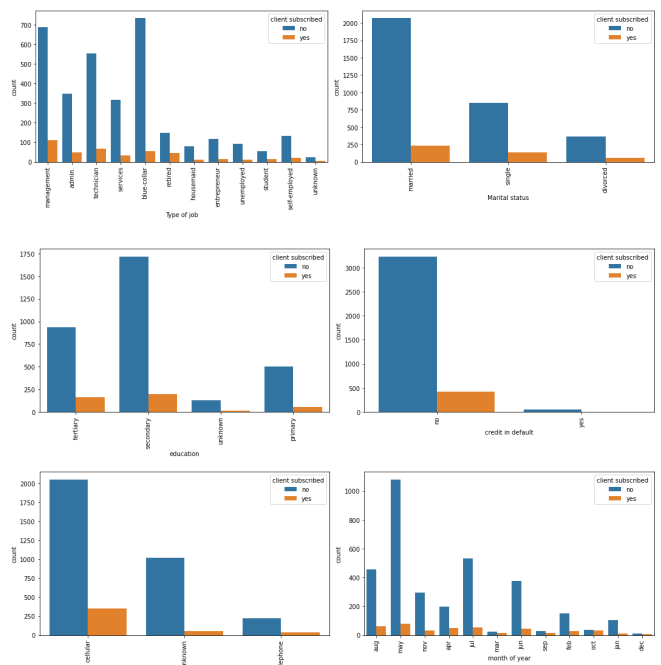 client subscribed
no
yes
700
600
500
400
300
200
100
0
count
management
admin.
technician
services
blue-collar
retired
housemaid
entrepreneur
unemployed
student
self-employed
unknown
Type of job
client subscribed
no
yes
2000
1750
1500
1250
1000
750
500
250
0
count
married
single
divorced
Marital status
client subscribed
no
yes
1750
1500
1250
1000
750
500
250
0
count
tertiary
secondary
unknown
primary
education
client subscribed
no
yes
3000
2500
2000
1500
1000
500
0
count
no
yes
credit in default
client subscribed
no
yes
2000
1750
1500
1250
1000
750
500
250
0
count
cellular
nknown
lephone
client subscribed
no
yes
1000
800
600
400
200
0
count
aug
may
nov
apr
jul
mar
jun
sep
feb
oct
jan
dec
month of year